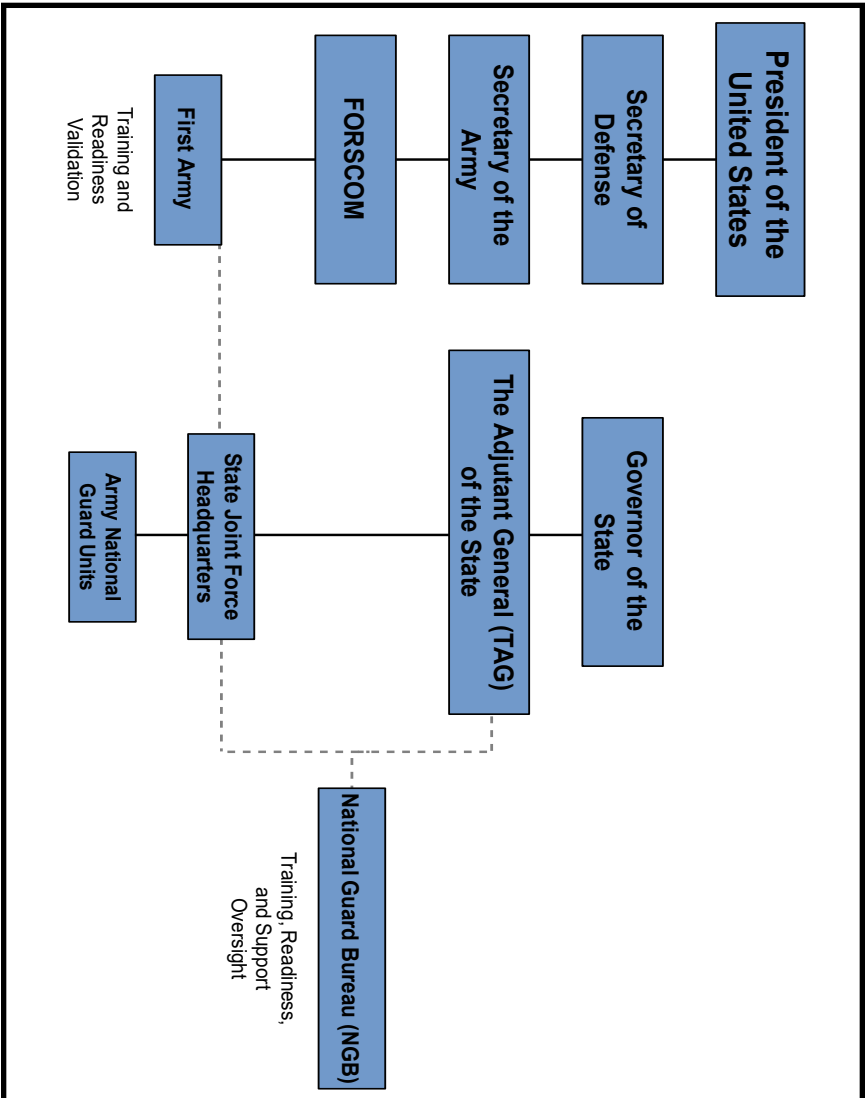 President of the
United States
Secretary of
Defense
Secretary of the
Army
FORSCOM
First Army
Training and
Readiness
Validation
Governor of the
State
The Adjutant General (TAG)
of the State
State Joint Force
Headquarters
Army National
Guard Units
National Guard Bureau (NGB)
Training, Readiness,
and Support
Oversight